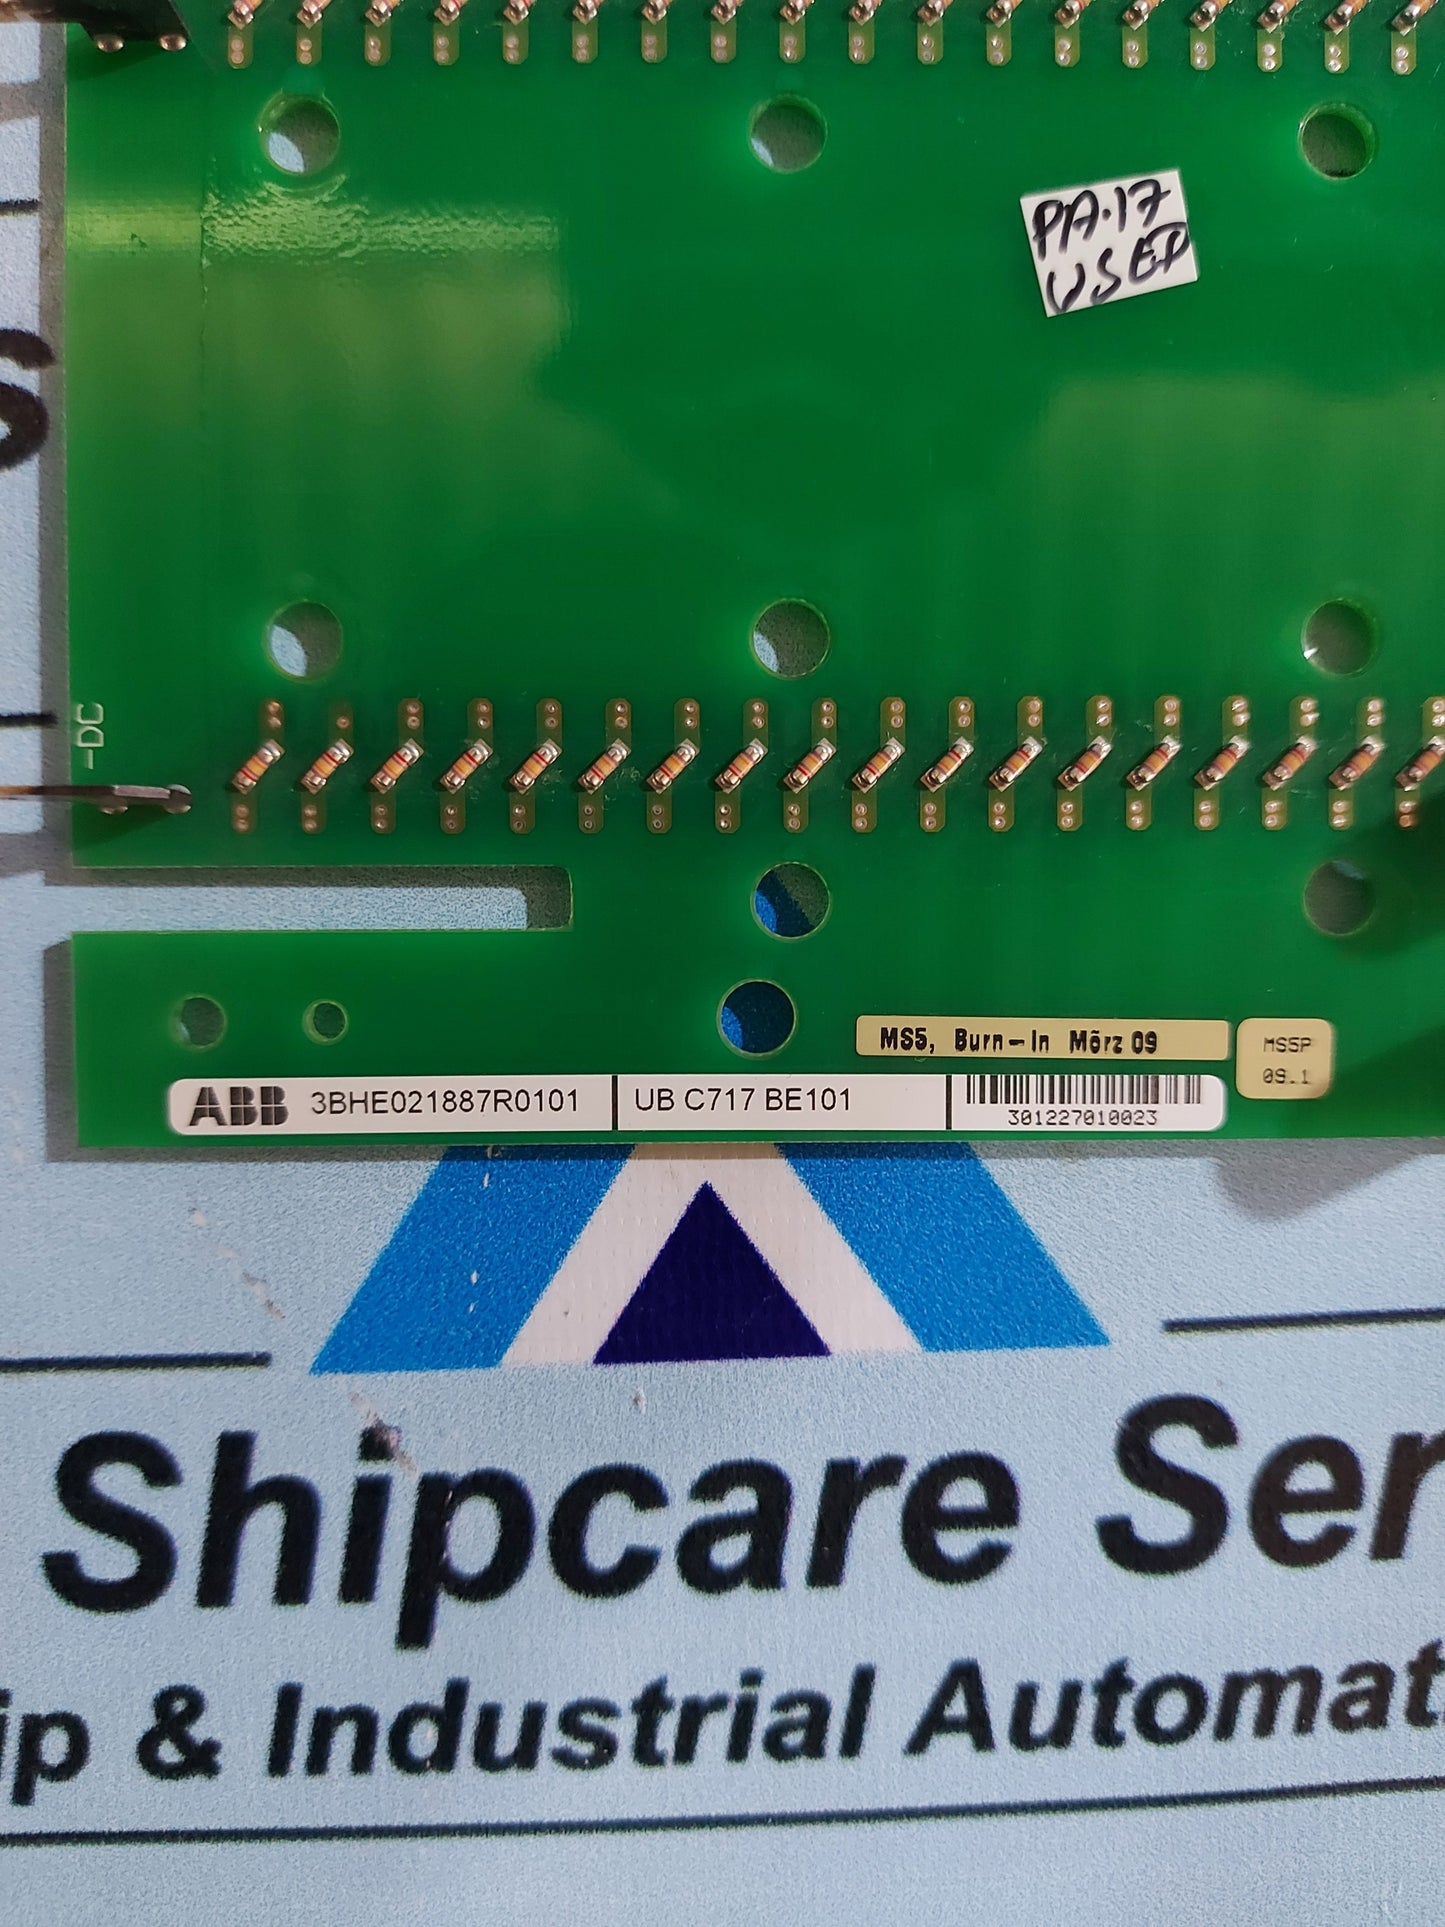 PA.17
USED
S
-DC
MS5, Burn-In Mõrz 09
MS5P
09.1
ABB 3BHE021887R0101 UB C717 BE101
301227010023
Shipcare Ser
ip & Industrial Automat